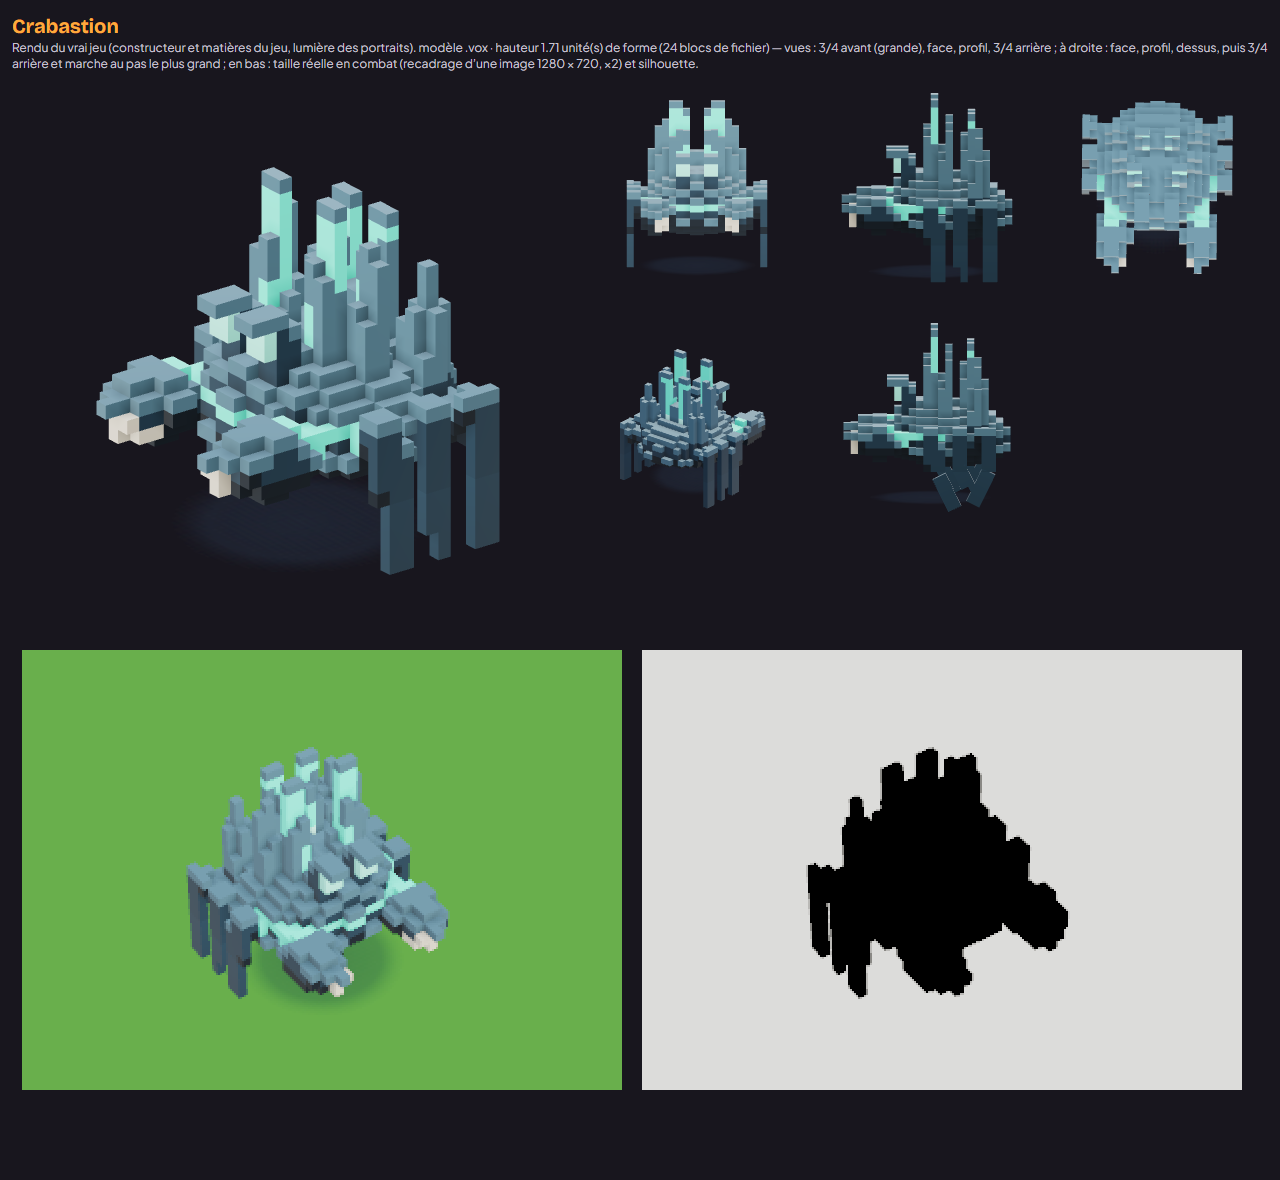 Crabastion
Rendu du vrai jeu (constructeur et matières du jeu, lumière des portraits). modèle .vox · hauteur 1.71 unité(s) de forme (24 blocs de fichier) — vues : 3/4 avant (grande), face, profil, 3/4 arrière ; à droite : face, profil, dessus, puis 3/4
arrière et marche au pas le plus grand ; en bas : taille réelle en combat (recadrage d'une image 1280 × 720, ×2) et silhouette.